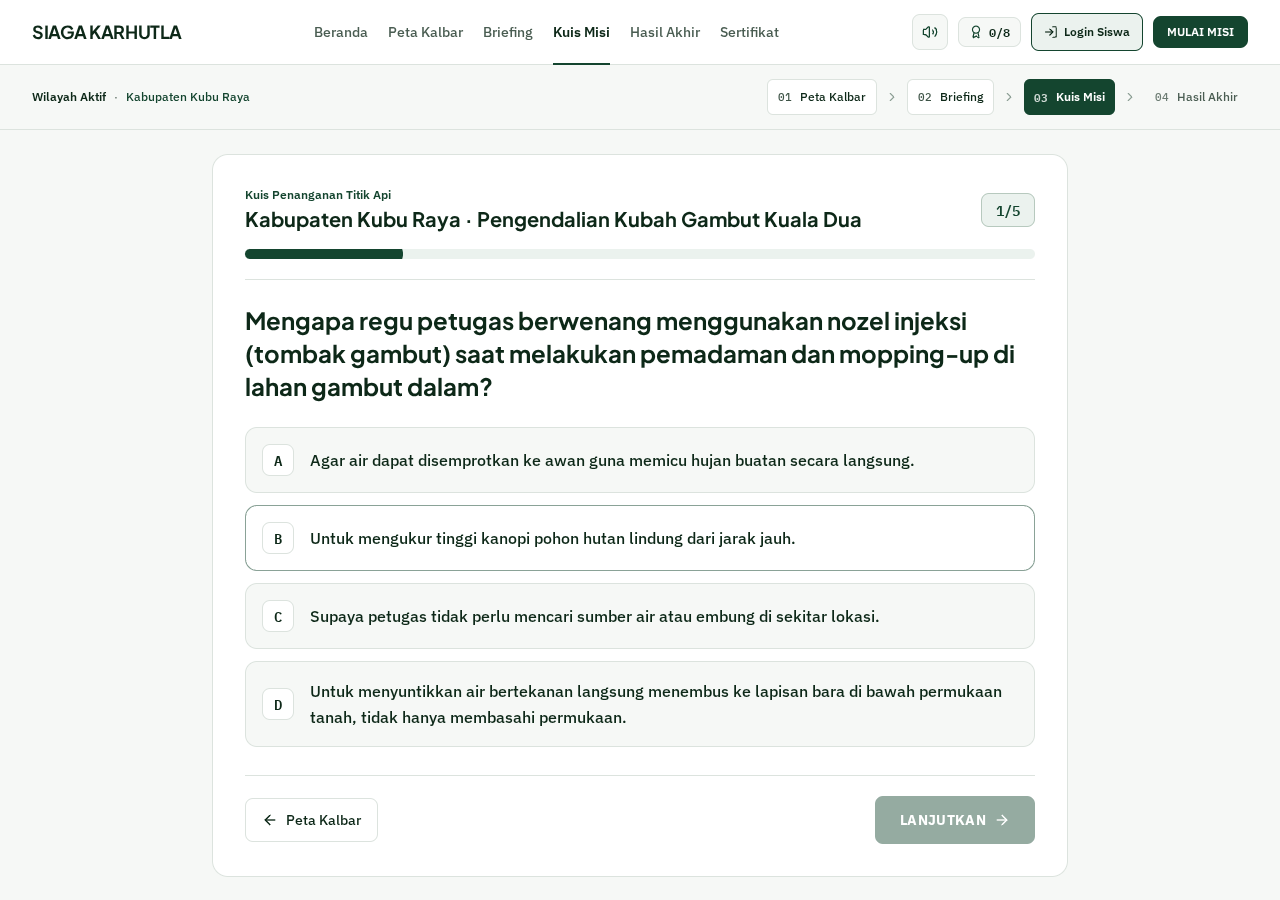 SIAGA KARHUTLA
Beranda
Peta Kalbar
Briefing
Kuis Misi
Hasil Akhir
Sertifikat
0/8
Login Siswa
MULAI MISI
Wilayah Aktif · Kabupaten Kubu Raya
01 Peta Kalbar
02 Briefing
03 Kuis Misi
04 Hasil Akhir
Kuis Penanganan Titik Api
Kabupaten Kubu Raya · Pengendalian Kubah Gambut Kuala Dua
1/5
Mengapa regu petugas berwenang menggunakan nozel injeksi
(tombak gambut) saat melakukan pemadaman dan mopping-up di
lahan gambut dalam?
A Agar air dapat disemprotkan ke awan guna memicu hujan buatan secara langsung.
B Untuk mengukur tinggi kanopi pohon hutan lindung dari jarak jauh.
C Supaya petugas tidak perlu mencari sumber air atau embung di sekitar lokasi.
D Untuk menyuntikkan air bertekanan langsung menembus ke lapisan bara di bawah permukaan
tanah, tidak hanya membasahi permukaan.
Peta Kalbar
LANJUTKAN